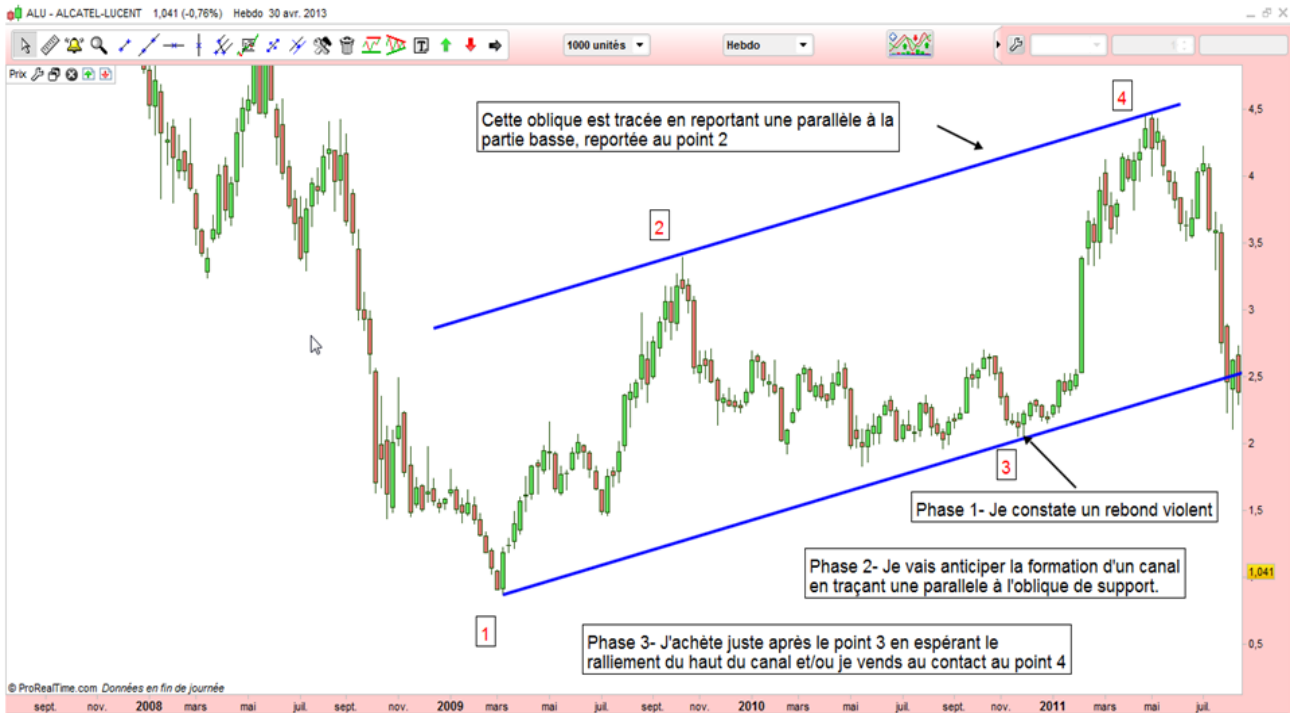 ALU - ALCATEL-LUCENT 1,041 (-0,76%) Hebdo 30 avr. 2013
1000 unités Hebdo
Prix
Cette oblique est tracée en reportant une parallèle à la
partie basse, reportée au point 2
4
2
3
1
Phase 1- Je constate un rebond violent
Phase 2- Je vais anticiper la formation d'un canal
en traçant une parallele à l'oblique de support.
Phase 3- J'achète juste après le point 3 en espérant le
ralliement du haut du canal et/ou je vends au contact au point 4
4,5
4
3,5
3
2,5
2
1,5
1,041
0,5
© ProRealTime.com Données en fin de journée
sept. nov. 2008 mars mai juil. sept. nov. 2009 mars mai juil. sept. nov. 2010 mars mai juil. sept. nov. 2011 mars mai juil.